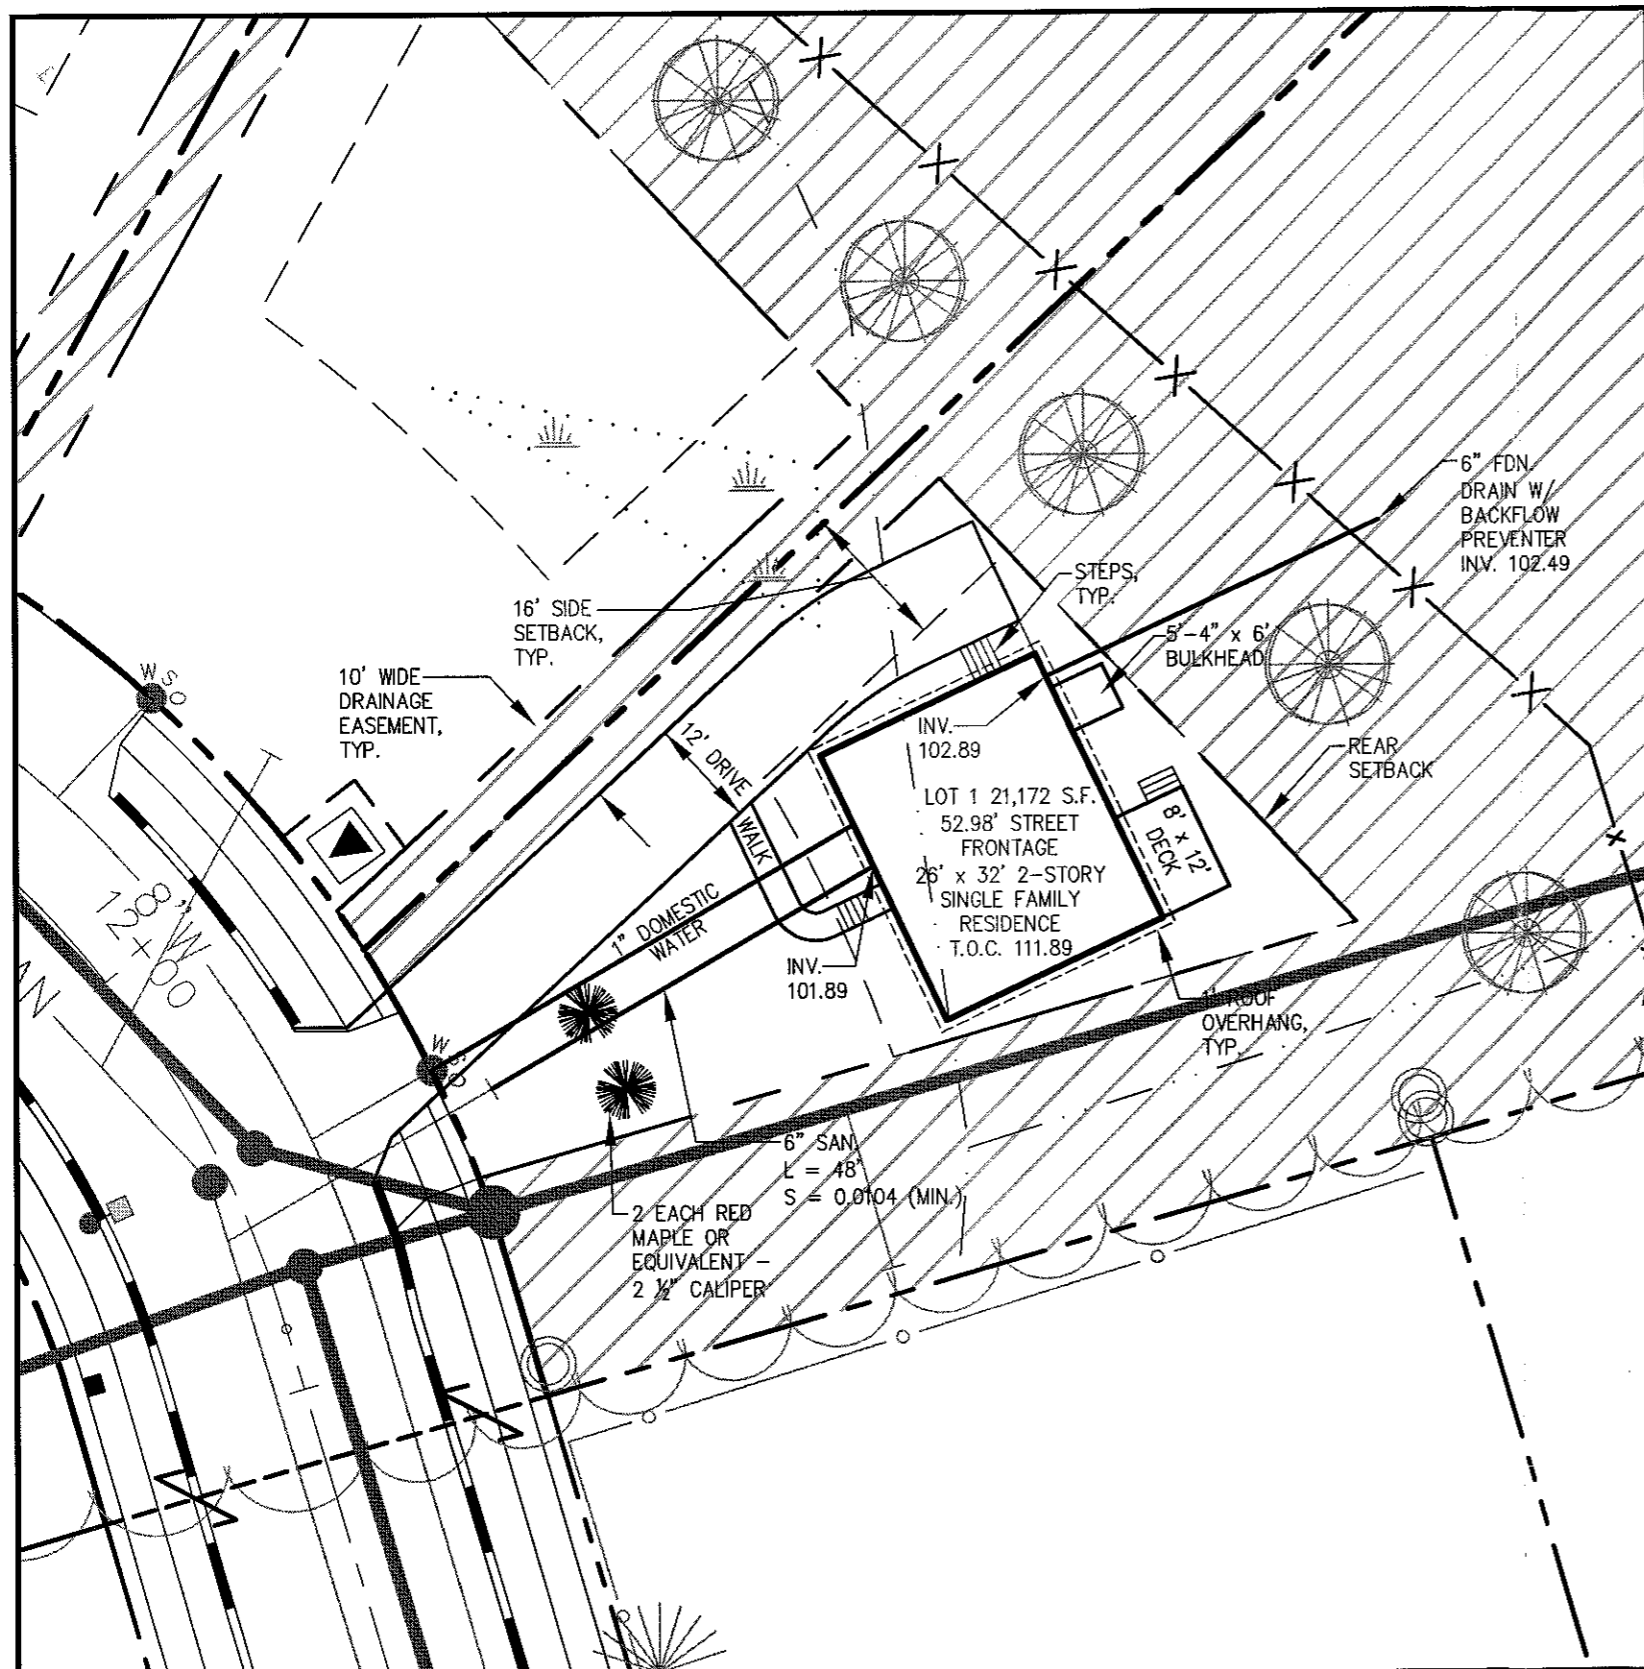 6" FDN.
DRAIN W/
BACKFLOW
PREVENTER
INV. 102.49
STEPS,
TYP.
16' SIDE
SETBACK,
TYP.
5'-4" x 6'
BULKHEAD
10' WIDE
DRAINAGE
EASEMENT,
TYP.
W S
INV.
102.89
12' DRIVE
REAR
SETBACK
WALK
LOT 1 21,172 S.F.
52.98' STREET
FRONTAGE
26' x 32' 2-STORY
SINGLE FAMILY
RESIDENCE
T.O.C. 111.89
8' x 12'
DECK
1" DOMESTIC
WATER
INV.
101.89
18" W
12+00
AN
1' ROOF
OVERHANG,
TYP.
W S
6" SAN
L = 48'
S = 0.0104 (MIN.)
2 EACH RED
MAPLE OR
EQUIVALENT –
2 ½" CALIPER